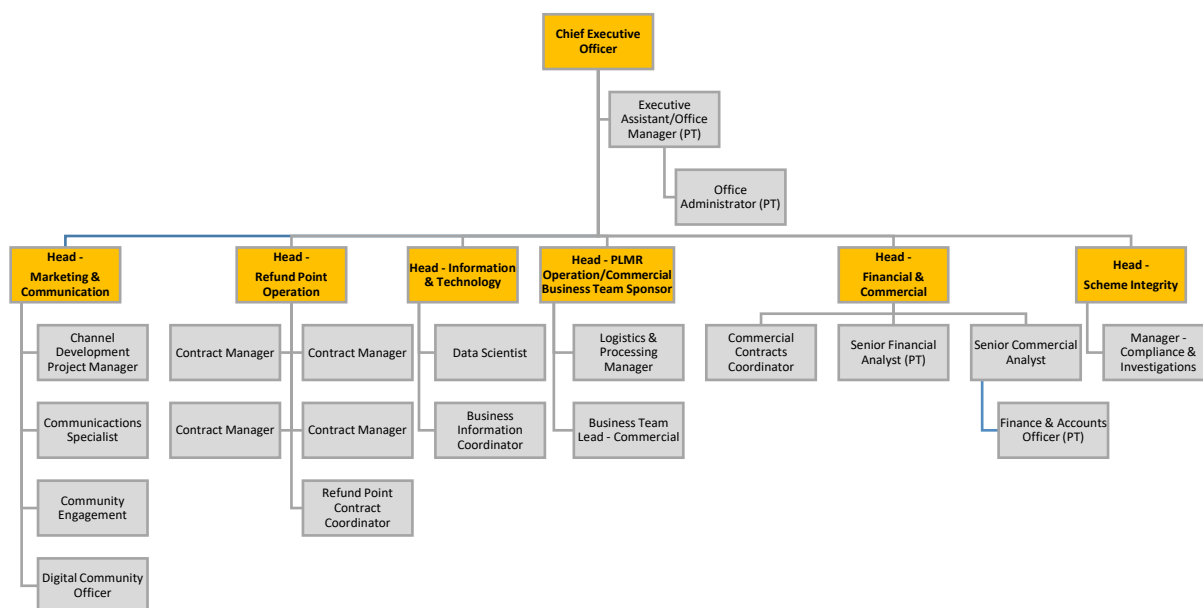 Chief Executive
Officer
Executive
Assistant/Office
Manager (PT)
Office
Administrator (PT)
Head -
Marketing &
Communication
Head -
Refund Point
Operation
Head - Information
& Technology
Head - PLMR
Operation/Commercial
Business Team Sponsor
Head -
Financial &
Commercial
Head -
Scheme Integrity
Channel
Development
Project Manager
Contract Manager
Contract Manager
Data Scientist
Logistics &
Processing
Manager
Commercial
Contracts
Coordinator
Senior Financial
Analyst (PT)
Senior Commercial
Analyst
Manager -
Compliance &
Investigations
Communicactions
Specialist
Contract Manager
Contract Manager
Business
Information
Coordinator
Business Team
Lead - Commercial
Finance & Accounts
Officer (PT)
Community
Engagement
Refund Point
Contract
Coordinator
Digital Community
Officer